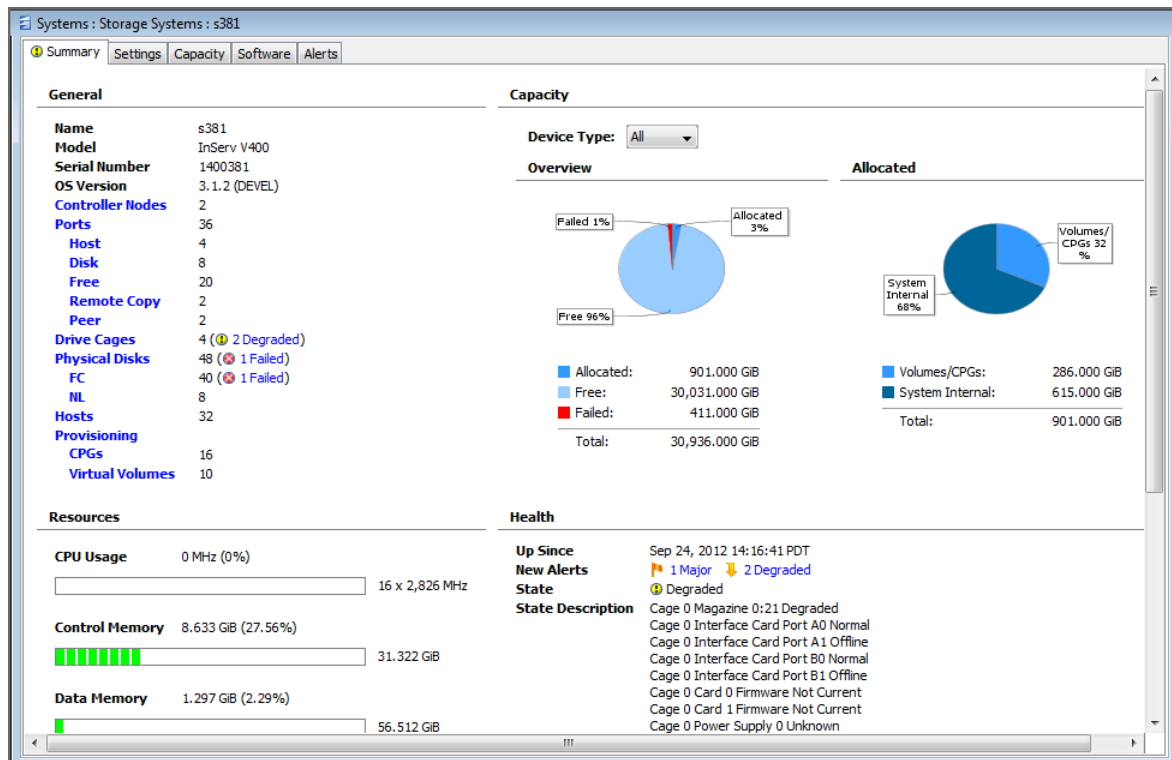 Systems : Storage Systems : s381
Summary Settings Capacity Software Alerts
General
Name s381
Model InServ V400
Serial Number 1400381
OS Version 3.1.2 (DEVEL)
Controller Nodes 2
Ports 36
Host 4
Disk 8
Free 20
Remote Copy 2
Peer 2
Drive Cages 4 ( 2 Degraded)
Physical Disks 48 ( 1 Failed)
FC 40 ( 1 Failed)
NL 8
Hosts 32
Provisioning
CPGs 16
Virtual Volumes 10
Capacity
Device Type: All
Overview
Failed 1%
Allocated
3%
Free 96%
Allocated: 901.000 GiB
Free: 30,031.000 GiB
Failed: 411.000 GiB
Total: 30,936.000 GiB
Allocated
Volumes/
CPGs 32
%
System
Internal
68%
Volumes/CPGs: 286.000 GiB
System Internal: 615.000 GiB
Total: 901.000 GiB
Resources
CPU Usage 0 MHz (0%)
16 x 2,826 MHz
Control Memory 8.633 GiB (27.56%)
31.322 GiB
Data Memory 1.297 GiB (2.29%)
56.512 GiB
Health
Up Since Sep 24, 2012 14:16:41 PDT
New Alerts 1 Major 2 Degraded
State Degraded
State Description Cage 0 Magazine 0:21 Degraded
Cage 0 Interface Card Port A0 Normal
Cage 0 Interface Card Port A1 Offline
Cage 0 Interface Card Port B0 Normal
Cage 0 Interface Card Port B1 Offline
Cage 0 Card 0 Firmware Not Current
Cage 0 Card 1 Firmware Not Current
Cage 0 Power Supply 0 Unknown